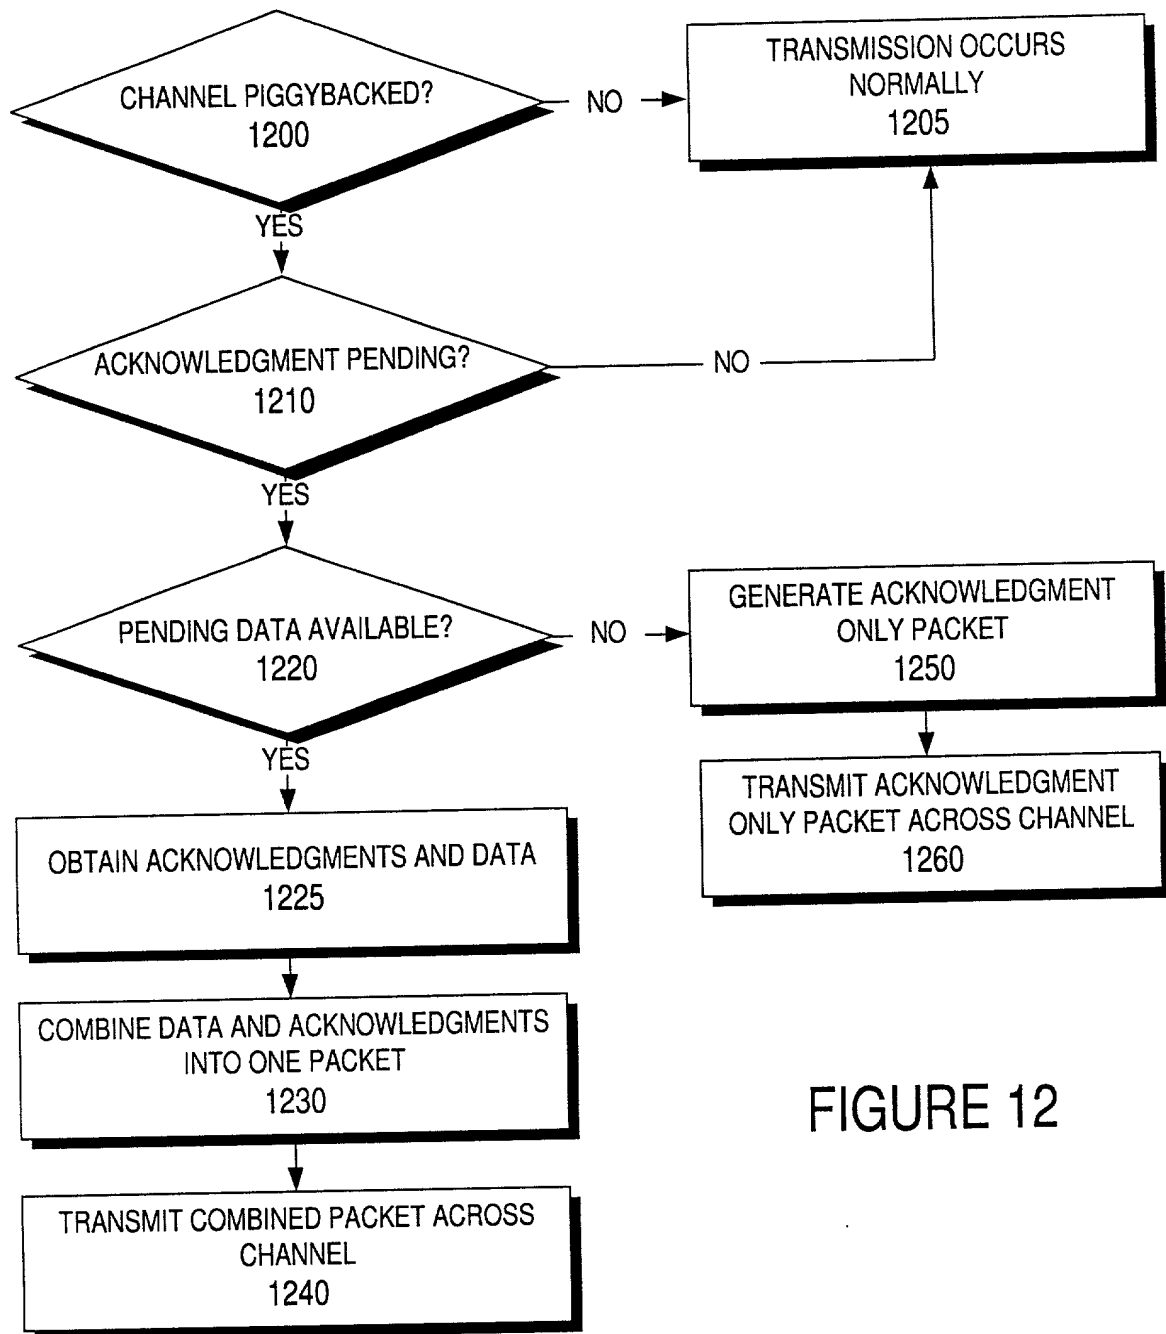 CHANNEL PIGGYBACKED?
1200
NO
TRANSMISSION OCCURS
NORMALLY
1205
YES
ACKNOWLEDGMENT PENDING?
1210
NO
YES
PENDING DATA AVAILABLE?
1220
NO
GENERATE ACKNOWLEDGMENT
ONLY PACKET
1250
YES
TRANSMIT ACKNOWLEDGMENT
ONLY PACKET ACROSS CHANNEL
1260
OBTAIN ACKNOWLEDGMENTS AND DATA
1225
COMBINE DATA AND ACKNOWLEDGMENTS
INTO ONE PACKET
1230
TRANSMIT COMBINED PACKET ACROSS
CHANNEL
1240
FIGURE 12